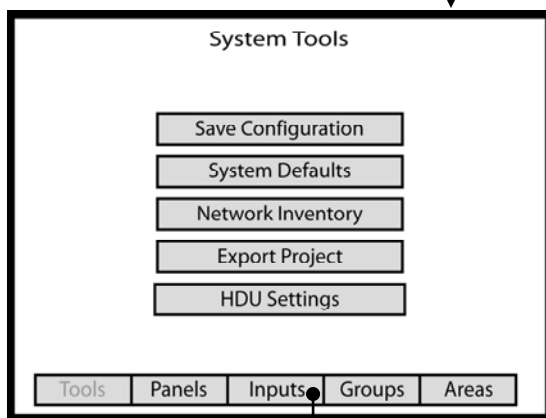 System Tools
Save Configuration
System Defaults
Network Inventory
Export Project
HDU Settings
Tools Panels Inputs Groups Areas